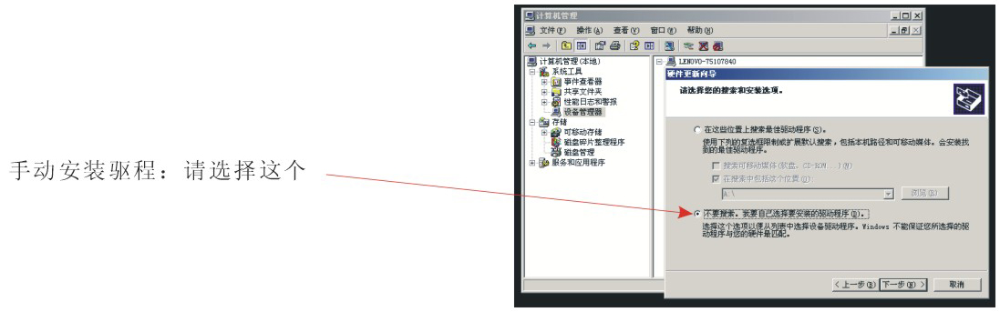 手动安装驱程：请选择这个
计算机管理
文件(F) 操作(A) 查看(V) 窗口(W) 帮助(H)
计算机管理(本地)
系统工具
事件查看器
共享文件夹
性能日志和警报
设备管理器
存储
可移动存储
磁盘碎片整理程序
磁盘管理
服务和应用程序
LENOVO-75107840
硬件更新向导
请选择您的搜索和安装选项。
在这些位置上搜索最佳驱动程序(S)。
使用下列的复选框限制或扩展默认搜索，包括本机路径和可移动媒体。会安装找
到的最佳驱动程序。
搜索可移动媒体(软盘、CD-ROM...)(M)
在搜索中包括这个位置(O):
A:\
浏览(R)
不要搜索。我要自己选择要安装的驱动程序(D)。
选择这个选项以便从列表中选择设备驱动程序。Windows 不能保证您所选择的驱
动程序与您的硬件最匹配。
< 上一步(B) 下一步(N) > 取消